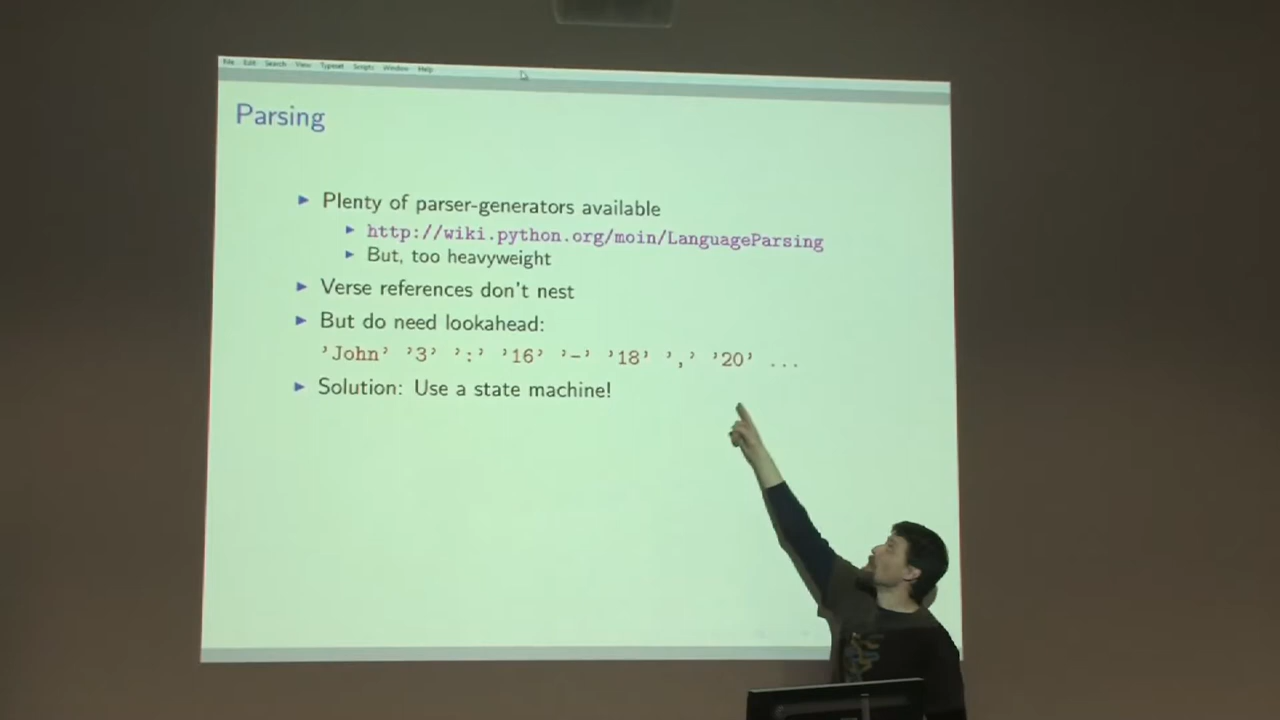 File Edit Search View Typeset Scripts Window Help
Parsing
▶ Plenty of parser-generators available
▶ http://wiki.python.org/moin/LanguageParsing
▶ But, too heavyweight
▶ Verse references don't nest
▶ But do need lookahead:
'John' '3' ':' '16' '-' '18' ',' '20' ...
▶ Solution: Use a state machine!